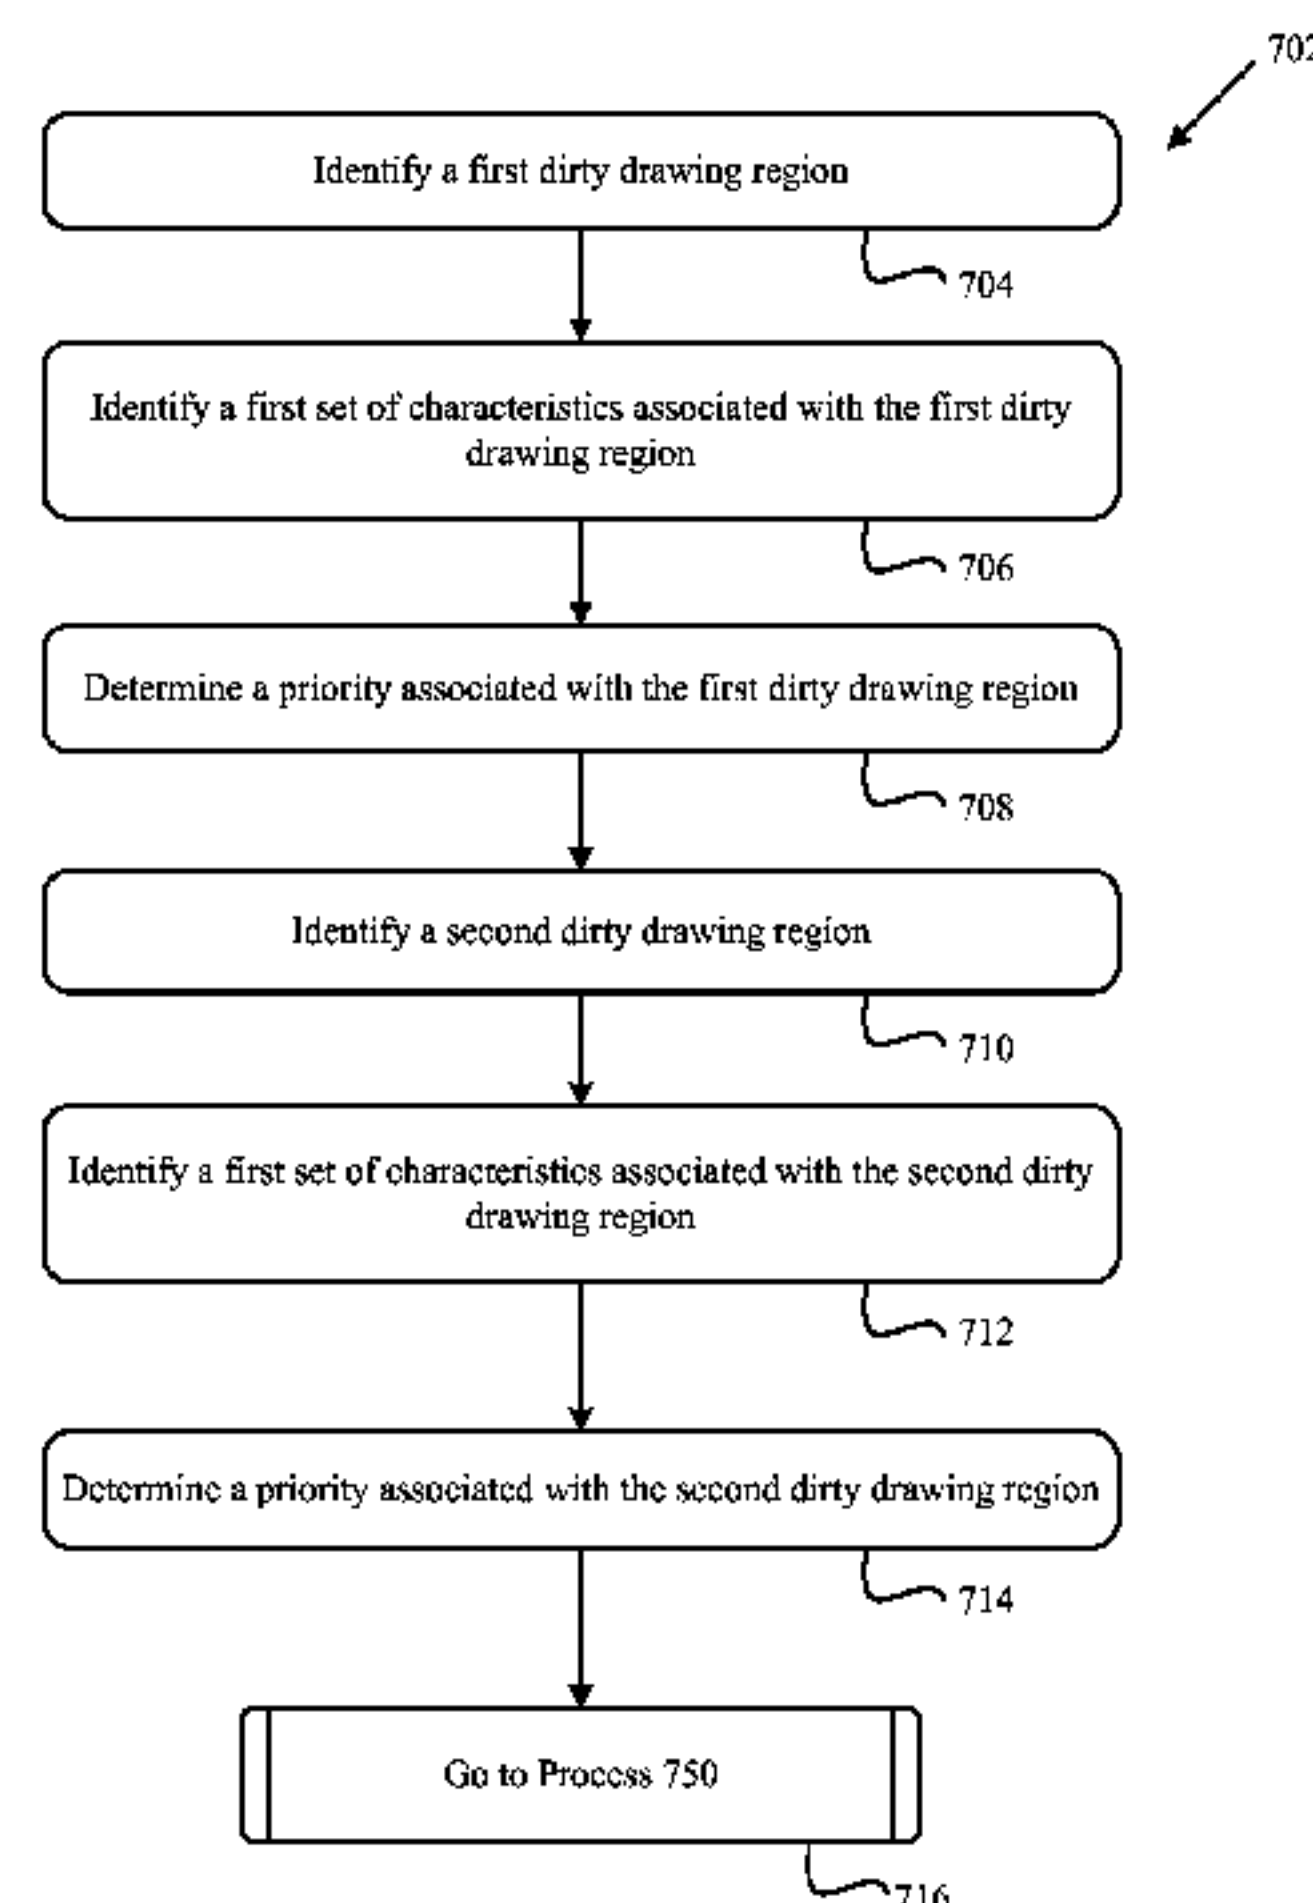 702
Identify a first dirty drawing region
704
Identify a first set of characteristics associated with the first dirty
drawing region
706
Determine a priority associated with the first dirty drawing region
708
Identify a second dirty drawing region
710
Identify a first set of characteristics associated with the second dirty
drawing region
712
Determine a priority associated with the second dirty drawing region
714
Go to Process 750
716